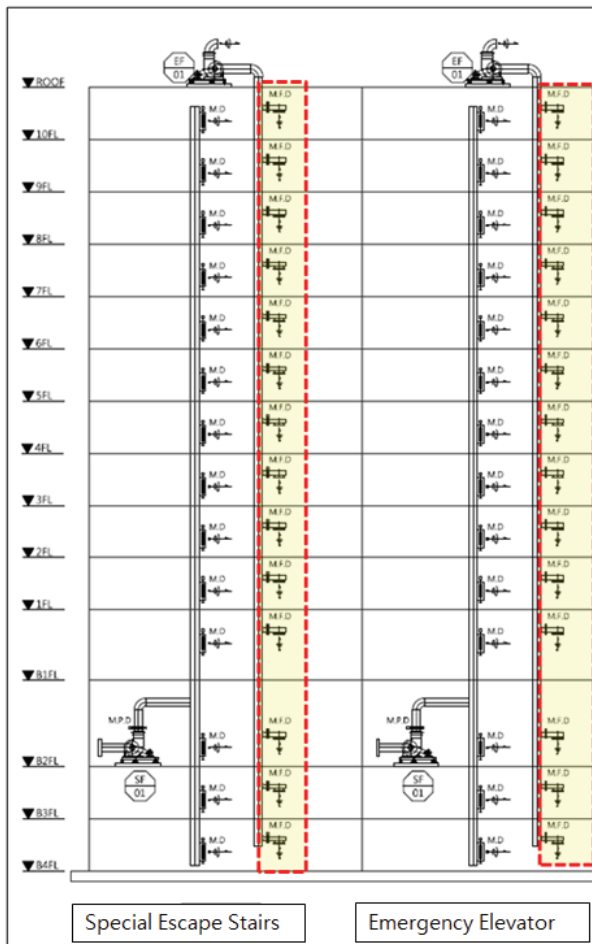 EF EF
01 01
ROOF
M.D M.F.D M.D M.F.D
10FL
M.D M.F.D M.D M.F.D
9FL
M.D M.F.D M.D M.F.D
8FL
M.D M.F.D M.D M.F.D
7FL
M.D M.F.D M.D M.F.D
6FL
M.D M.F.D M.D M.F.D
5FL
M.D M.F.D M.D M.F.D
4FL
M.D M.F.D M.D M.F.D
3FL
M.D M.F.D M.D M.F.D
2FL
M.D M.F.D M.D M.F.D
1FL
M.D M.F.D M.D M.F.D
B1FL
M.P.D M.D M.F.D M.P.D M.D M.F.D
B2FL
SF SF
01 01
M.D M.F.D M.D M.F.D
B3FL
M.D M.F.D M.D M.F.D
B4FL
Special Escape Stairs
Emergency Elevator